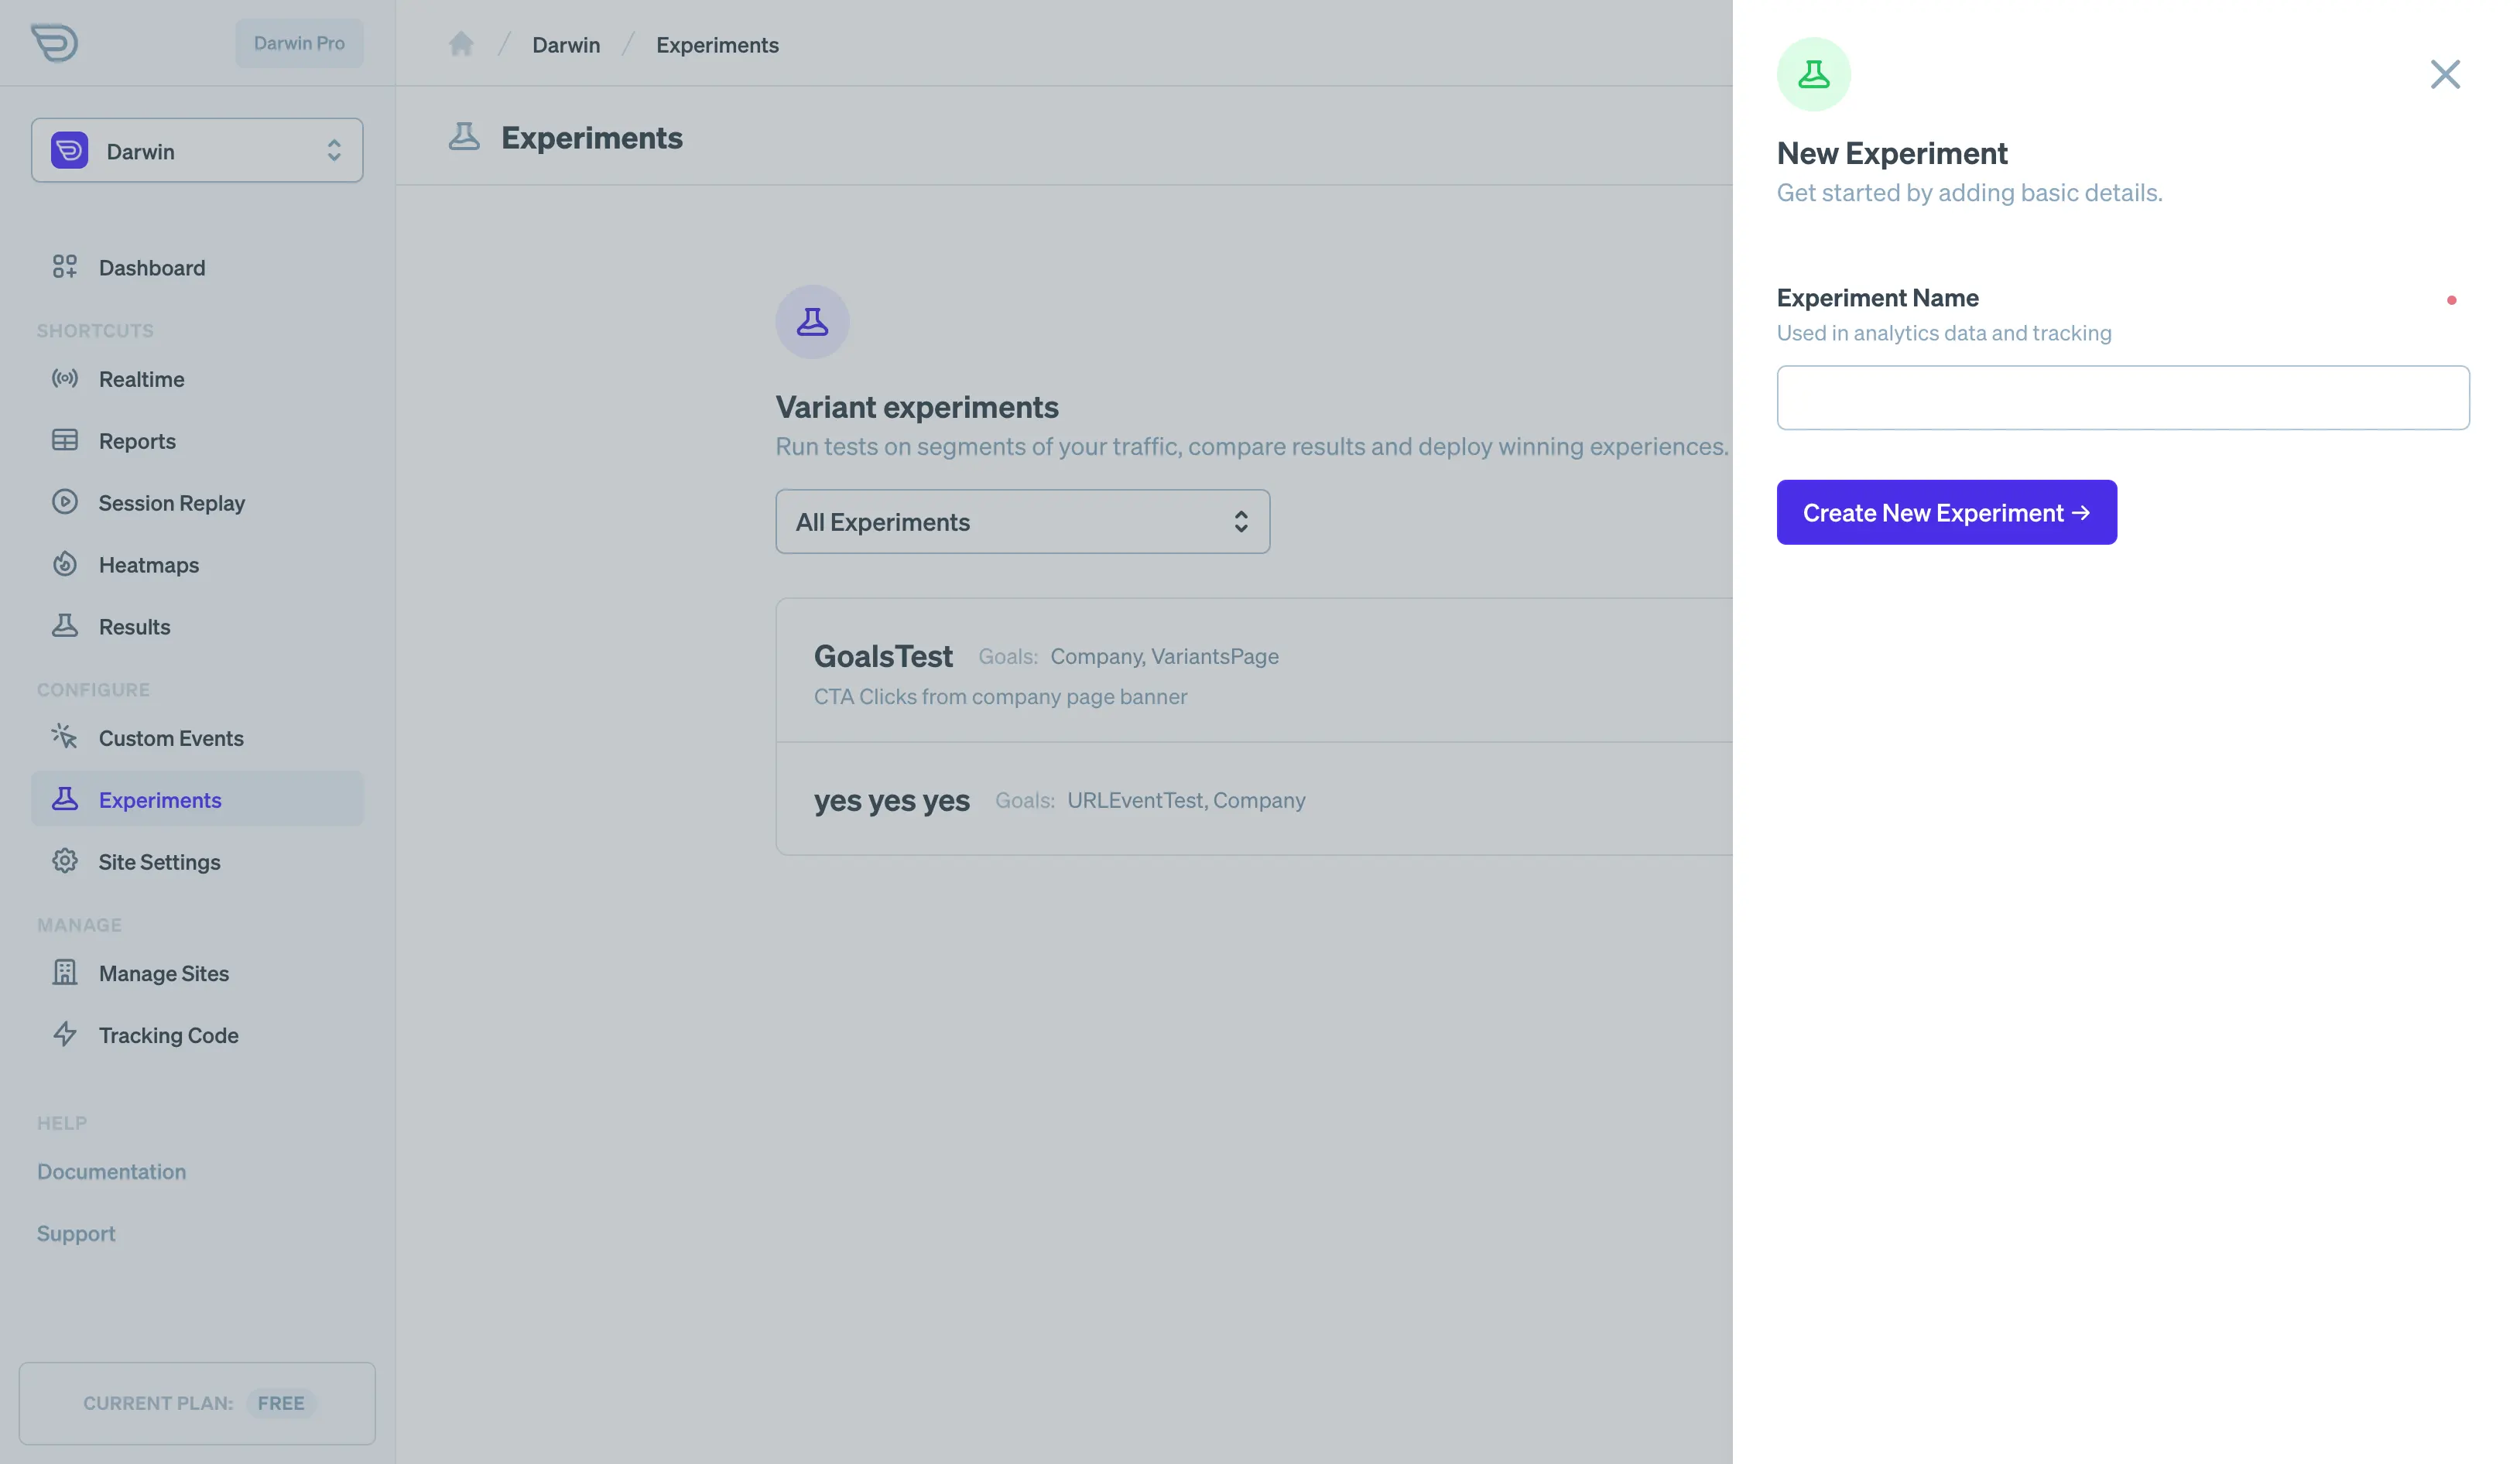 Darwin Pro
Darwin
Dashboard
SHORTCUTS
Realtime
Reports
Session Replay
Heatmaps
Results
CONFIGURE
Custom Events
Experiments
Site Settings
MANAGE
Manage Sites
Tracking Code
HELP
Documentation
Support
CURRENT PLAN: FREE
Darwin / Experiments
Experiments
Variant experiments
Run tests on segments of your traffic, compare results and deploy winning experiences.
All Experiments
GoalsTest Goals: Company, VariantsPage
CTA Clicks from company page banner
yes yes yes Goals: URLEventTest, Company
New Experiment
Get started by adding basic details.
Experiment Name
Used in analytics data and tracking
Create New Experiment →